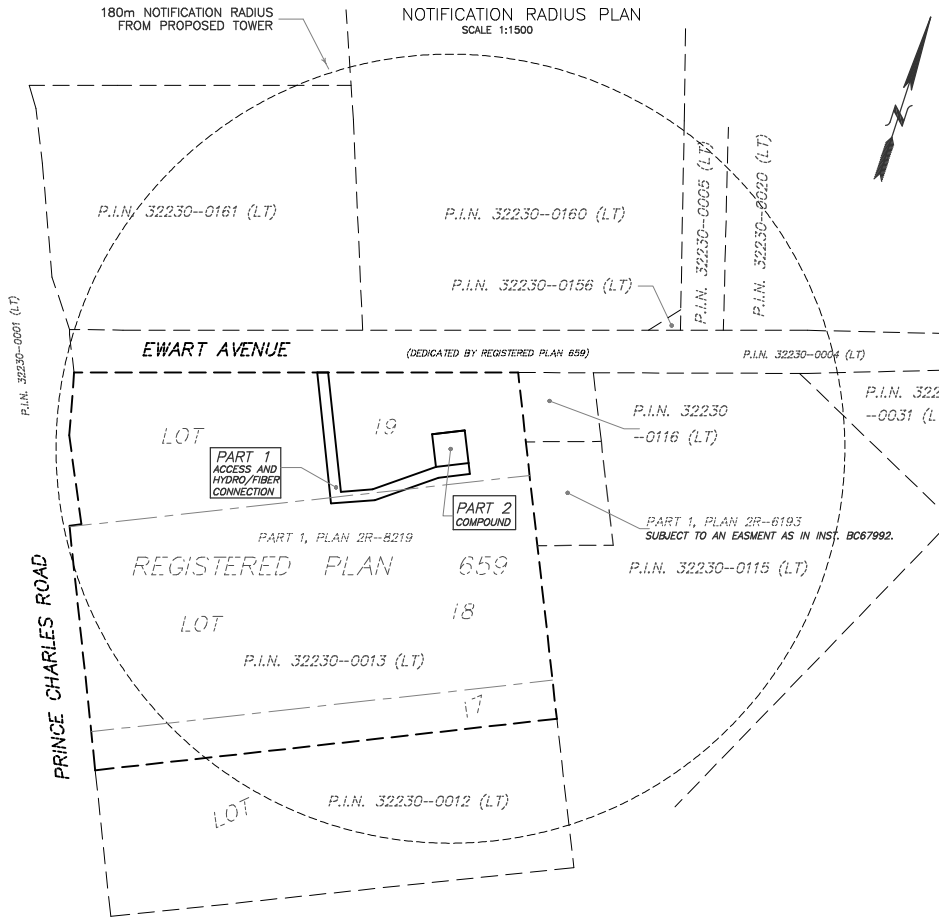 180m NOTIFICATION RADIUS
FROM PROPOSED TOWER
NOTIFICATION RADIUS PLAN
SCALE 1:1500
N
P.I.N. 32230--0161 (LT)
P.I.N. 32230--0160 (LT)
P.I.N. 32230--0005 (LT)
P.I.N. 32230--0020 (LT)
P.I.N. 32230--0156 (LT)
P.I.N. 32230--0001 (LT)
EWART AVENUE
(DEDICATED BY REGISTERED PLAN 659)
P.I.N. 32230--0004 (LT)
P.I.N. 322
--0031 (L
P.I.N. 32230
--0116 (LT)
LOT
19
PART 1
ACCESS AND
HYDRO/FIBER
CONNECTION
PART 2
COMPOUND
PART 1, PLAN 2R--6193
SUBJECT TO AN EASMENT AS IN INST. BC67992.
PART 1, PLAN 2R--8219
REGISTERED PLAN 659
P.I.N. 32230--0115 (LT)
LOT
18
P.I.N. 32230--0013 (LT)
PRINCE CHARLES ROAD
17
LOT
P.I.N. 32230--0012 (LT)